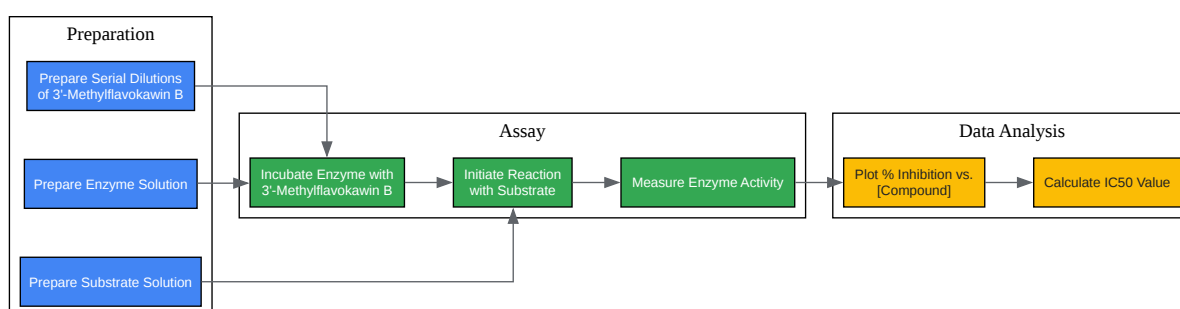 Preparation
Prepare Serial Dilutions
of 3'-Methylflavokawin B
Prepare Enzyme Solution
Prepare Substrate Solution
Assay
Incubate Enzyme with
3'-Methylflavokawin B
Initiate Reaction
with Substrate
Measure Enzyme Activity
Data Analysis
Plot % Inhibition vs.
[Compound]
Calculate IC50 Value